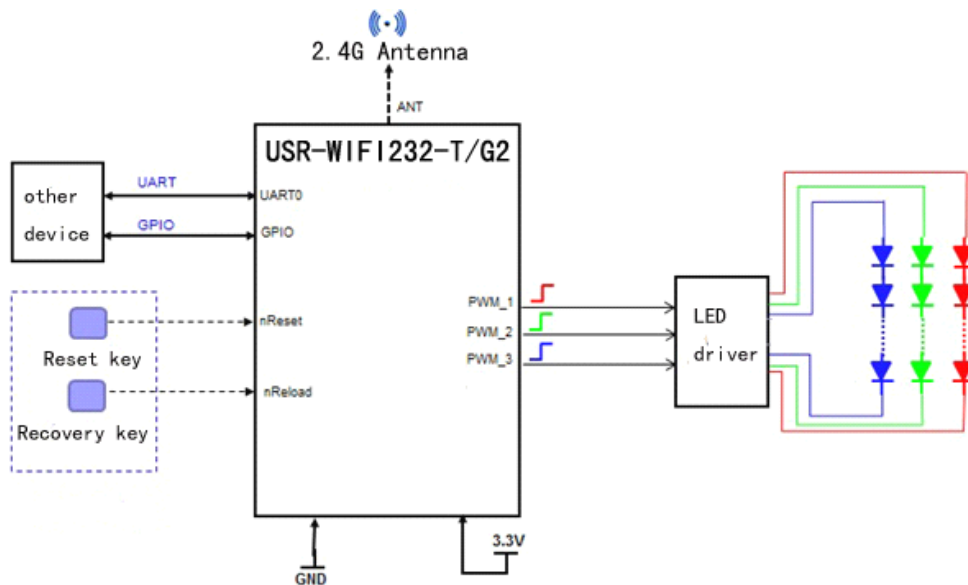 2.4G Antenna
ANT
USR-WIFI232-T/G2
other
device
UART
UART0
GPIO
GPIO
Reset key
nReset
Recovery key
nReload
PWM_1
PWM_2
PWM_3
LED
driver
GND
3.3V